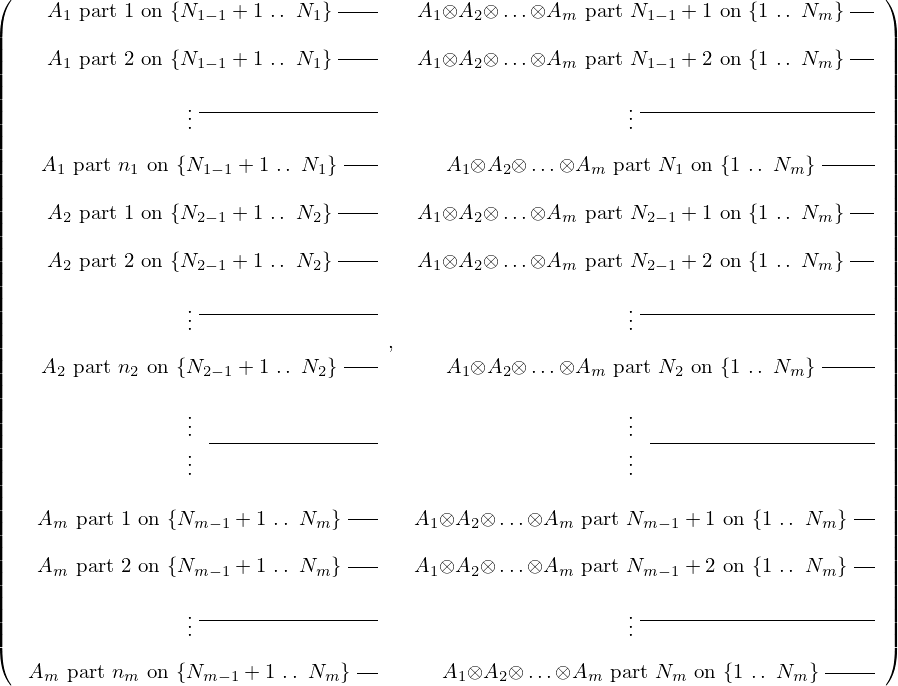 A₁ part 1 on {N₁₋₁ + 1 .. N₁} A₁⊗A₂⊗…⊗Aₘ part N₁₋₁ + 1 on {1 .. Nₘ}
A₁ part 2 on {N₁₋₁ + 1 .. N₁} A₁⊗A₂⊗…⊗Aₘ part N₁₋₁ + 2 on {1 .. Nₘ}
⋮ ⋮
A₁ part n₁ on {N₁₋₁ + 1 .. N₁} A₁⊗A₂⊗…⊗Aₘ part N₁ on {1 .. Nₘ}
A₂ part 1 on {N₂₋₁ + 1 .. N₂} A₁⊗A₂⊗…⊗Aₘ part N₂₋₁ + 1 on {1 .. Nₘ}
A₂ part 2 on {N₂₋₁ + 1 .. N₂} A₁⊗A₂⊗…⊗Aₘ part N₂₋₁ + 2 on {1 .. Nₘ}
⋮ ⋮
,
A₂ part n₂ on {N₂₋₁ + 1 .. N₂} A₁⊗A₂⊗…⊗Aₘ part N₂ on {1 .. Nₘ}
⋮ ⋮
⋮ ⋮
Aₘ part 1 on {Nₘ₋₁ + 1 .. Nₘ} A₁⊗A₂⊗…⊗Aₘ part Nₘ₋₁ + 1 on {1 .. Nₘ}
Aₘ part 2 on {Nₘ₋₁ + 1 .. Nₘ} A₁⊗A₂⊗…⊗Aₘ part Nₘ₋₁ + 2 on {1 .. Nₘ}
⋮ ⋮
Aₘ part nₘ on {Nₘ₋₁ + 1 .. Nₘ} A₁⊗A₂⊗…⊗Aₘ part Nₘ on {1 .. Nₘ}